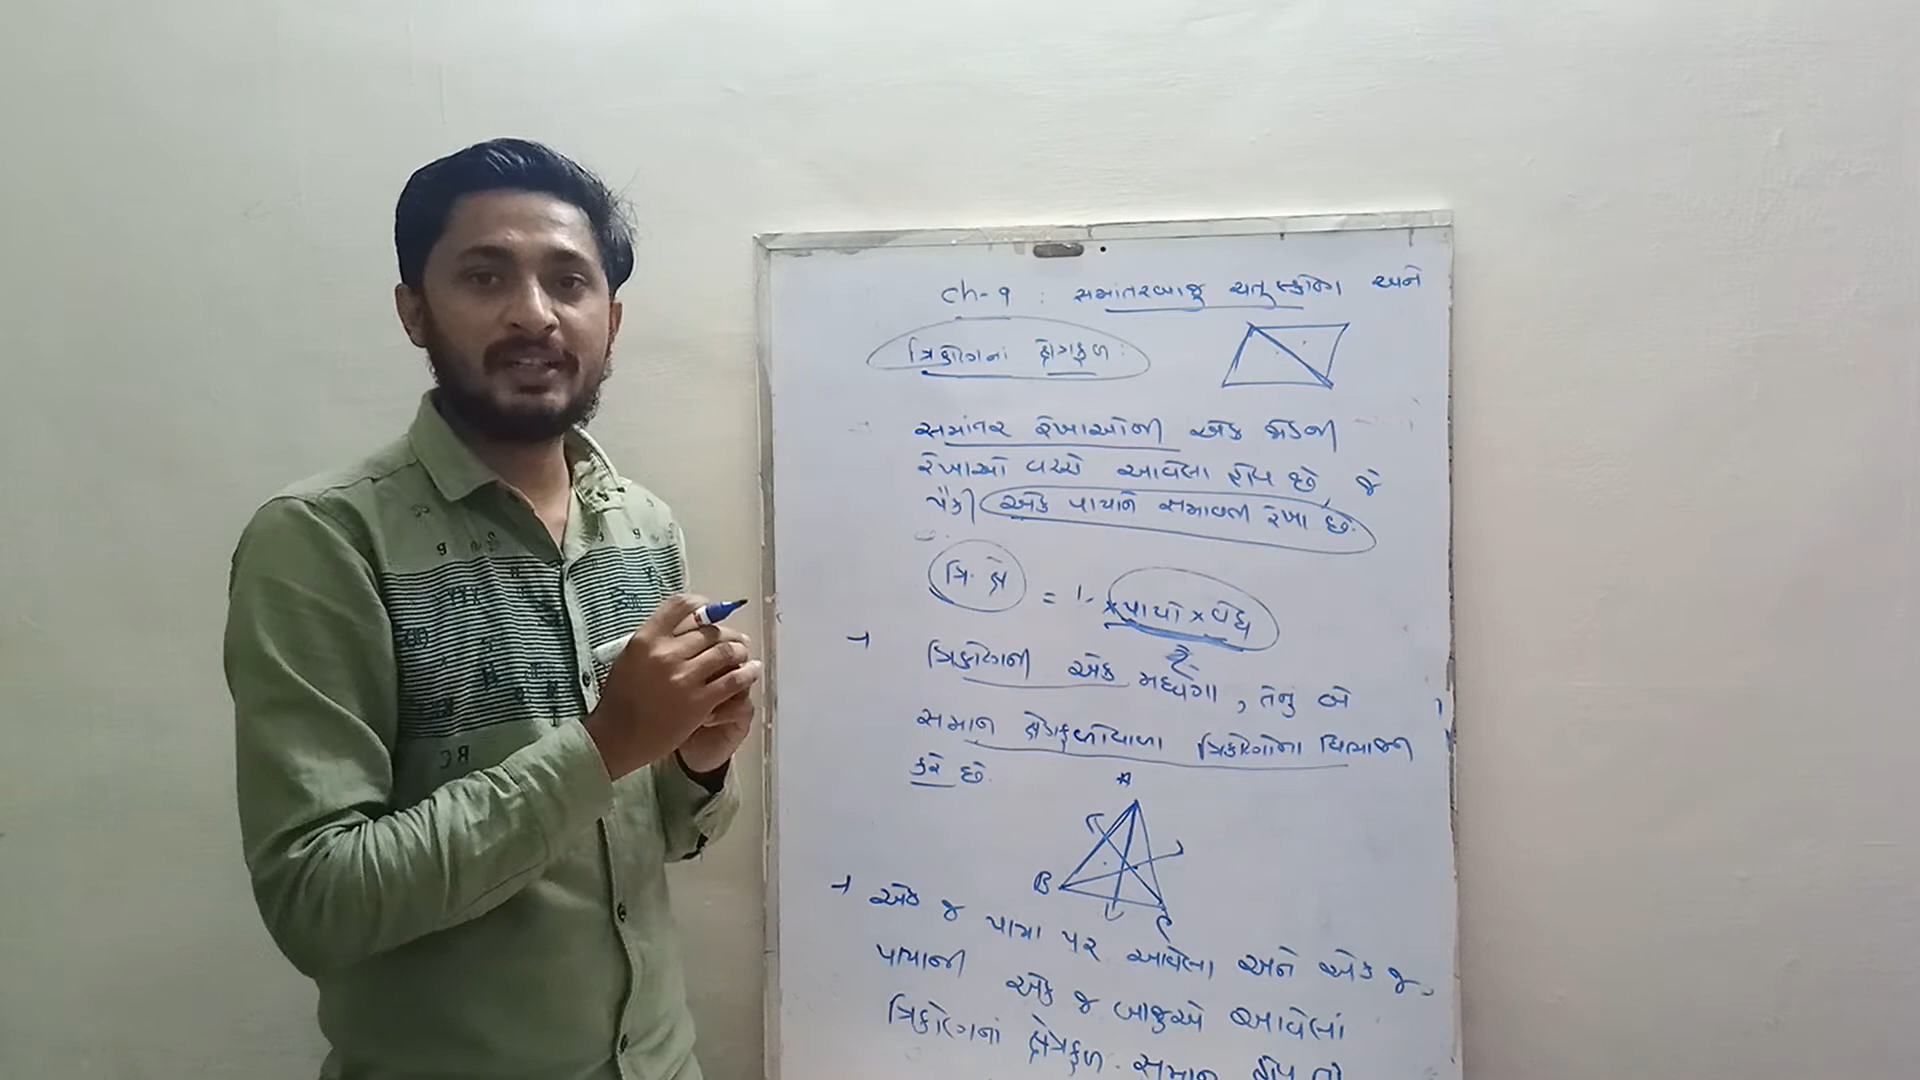 Ch-9 : સમાંતરબાજુ ચતુષ્કોણ અને
ત્રિકોણનાં ક્ષેત્રફળ :
સમાંતર રેખાઓની એક જોડની
રેખાઓ વચ્ચે આવેલા હોય છે, જે
પૈકી એક પાયાને સમાવતી રેખા છે.
ત્રિ. ક્ષે = 1- × પાયો × વેધ
2
→ ત્રિકોણની એક મધ્યગા, તેનું બે
સમાન ક્ષેત્રફળોવાળા ત્રિકોણોમાં વિભાજન
કરે છે.
A
B
C
→ એક જ પાયા પર આવેલા અને એક જ
પાયાની એક જ બાજુએ આવેલાં
ત્રિકોણનાં ક્ષેત્રફળ સમાન હોય તો